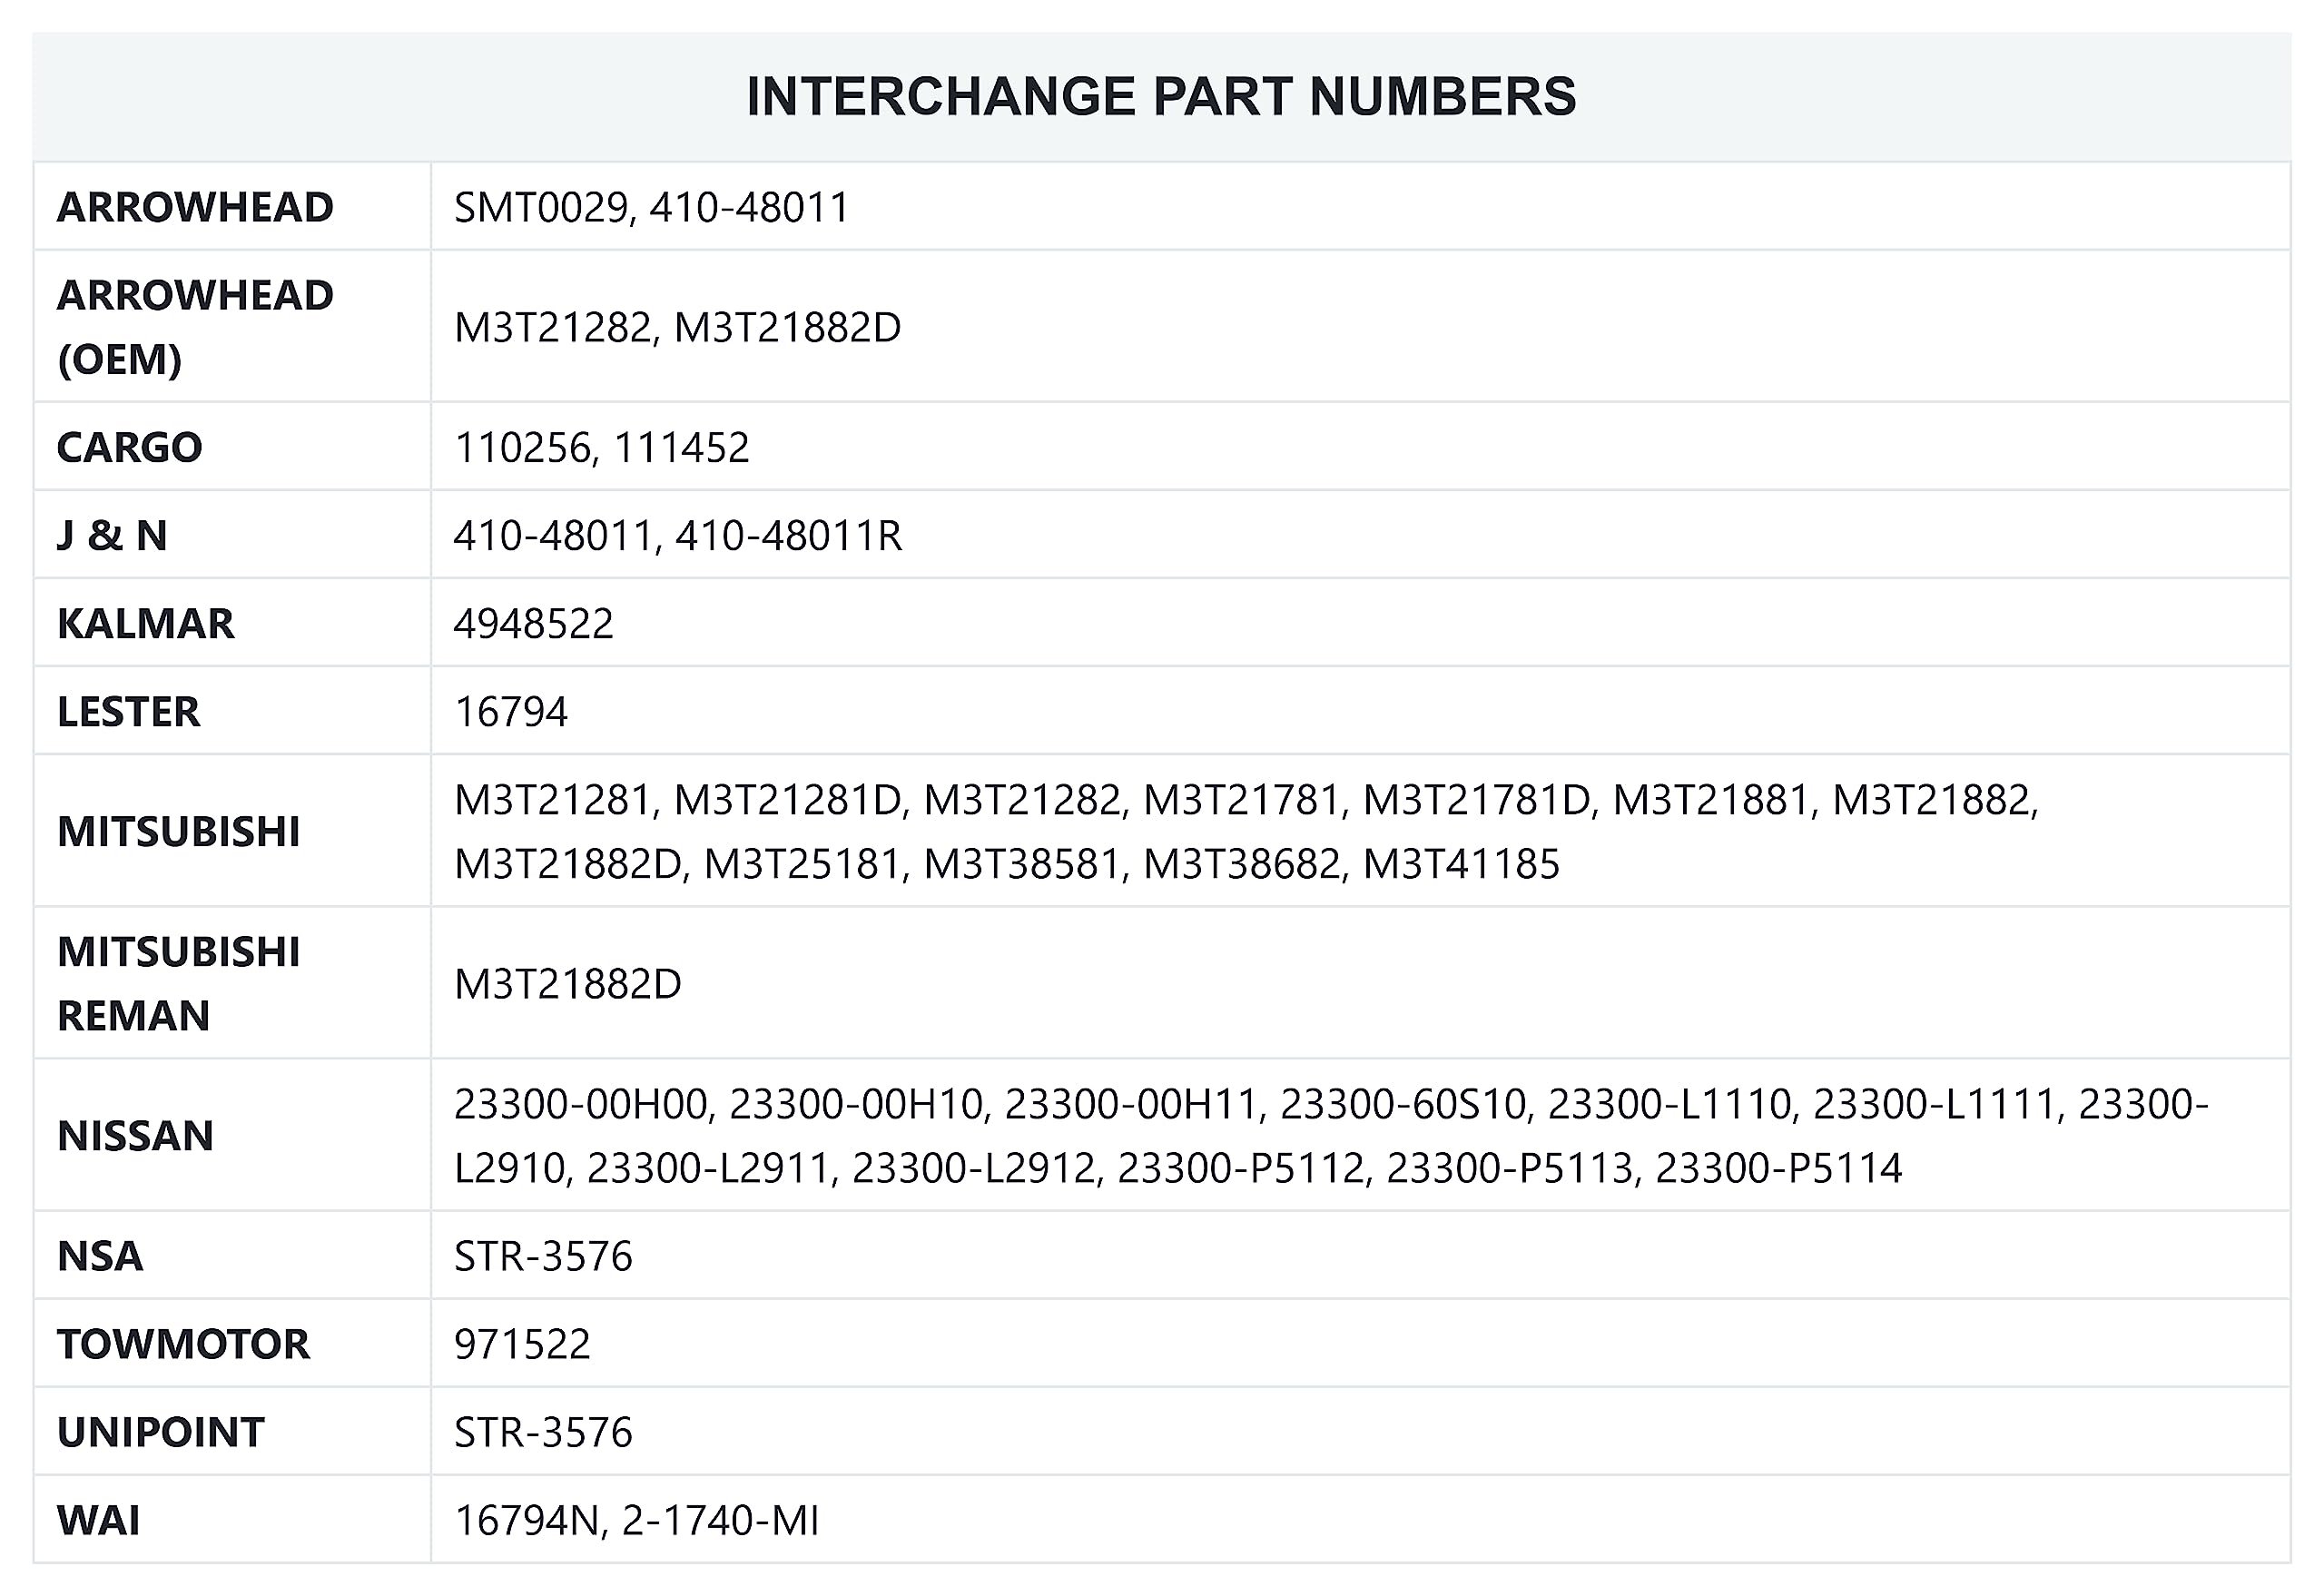 INTERCHANGE PART NUMBERS
ARROWHEAD
SMT0029, 410-48011
ARROWHEAD
(OEM)
M3T21282, M3T21882D
CARGO
110256, 111452
J & N
410-48011, 410-48011R
KALMAR
4948522
LESTER
16794
MITSUBISHI
M3T21281, M3T21281D, M3T21282, M3T21781, M3T21781D, M3T21881, M3T21882,
M3T21882D, M3T25181, M3T38581, M3T38682, M3T41185
MITSUBISHI
REMAN
M3T21882D
NISSAN
23300-00H00, 23300-00H10, 23300-00H11, 23300-60S10, 23300-L1110, 23300-L1111, 23300-
L2910, 23300-L2911, 23300-L2912, 23300-P5112, 23300-P5113, 23300-P5114
NSA
STR-3576
TOWMOTOR
971522
UNIPOINT
STR-3576
WAI
16794N, 2-1740-MI